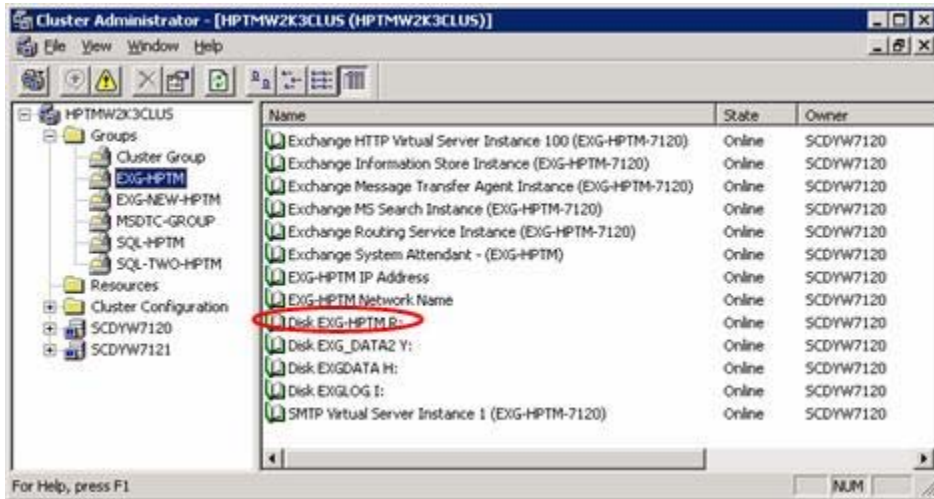 Cluster Administrator - [HPTMW2K3CLUS (HPTMW2K3CLUS)]
File View Window Help
HPTMW2K3CLUS
Groups
Cluster Group
EXG-HPTM
EXG-NEW-HPTM
MSDTC-GROUP
SQL-HPTM
SQL-TWO-HPTM
Resources
Cluster Configuration
SCDYW7120
SCDYW7121
Name State Owner
Exchange HTTP Virtual Server Instance 100 (EXG-HPTM-7120) Online SCDYW7120
Exchange Information Store Instance (EXG-HPTM-7120) Online SCDYW7120
Exchange Message Transfer Agent Instance (EXG-HPTM-7120) Online SCDYW7120
Exchange MS Search Instance (EXG-HPTM-7120) Online SCDYW7120
Exchange Routing Service Instance (EXG-HPTM-7120) Online SCDYW7120
Exchange System Attendant - (EXG-HPTM) Online SCDYW7120
EXG-HPTM IP Address Online SCDYW7120
EXG-HPTM Network Name Online SCDYW7120
Disk EXG-HPTM R: Online SCDYW7120
Disk EXG_DATA2 Y: Online SCDYW7120
Disk EXGDATA H: Online SCDYW7120
Disk EXGLOG I: Online SCDYW7120
SMTP Virtual Server Instance 1 (EXG-HPTM-7120) Online SCDYW7120
For Help, press F1 NUM